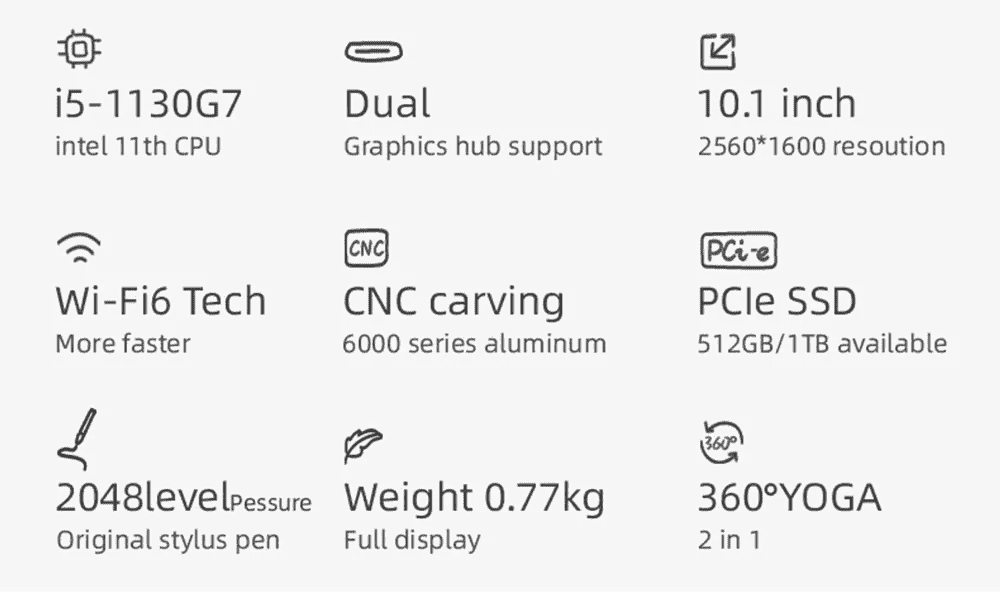 i5-1130G7
intel 11th CPU
Dual
Graphics hub support
10.1 inch
2560*1600 resoution
Wi-Fi6 Tech
More faster
CNC
CNC carving
6000 series aluminum
PCi-e
PCIe SSD
512GB/1TB available
2048levelPessure
Original stylus pen
Weight 0.77kg
Full display
360°
360°YOGA
2 in 1